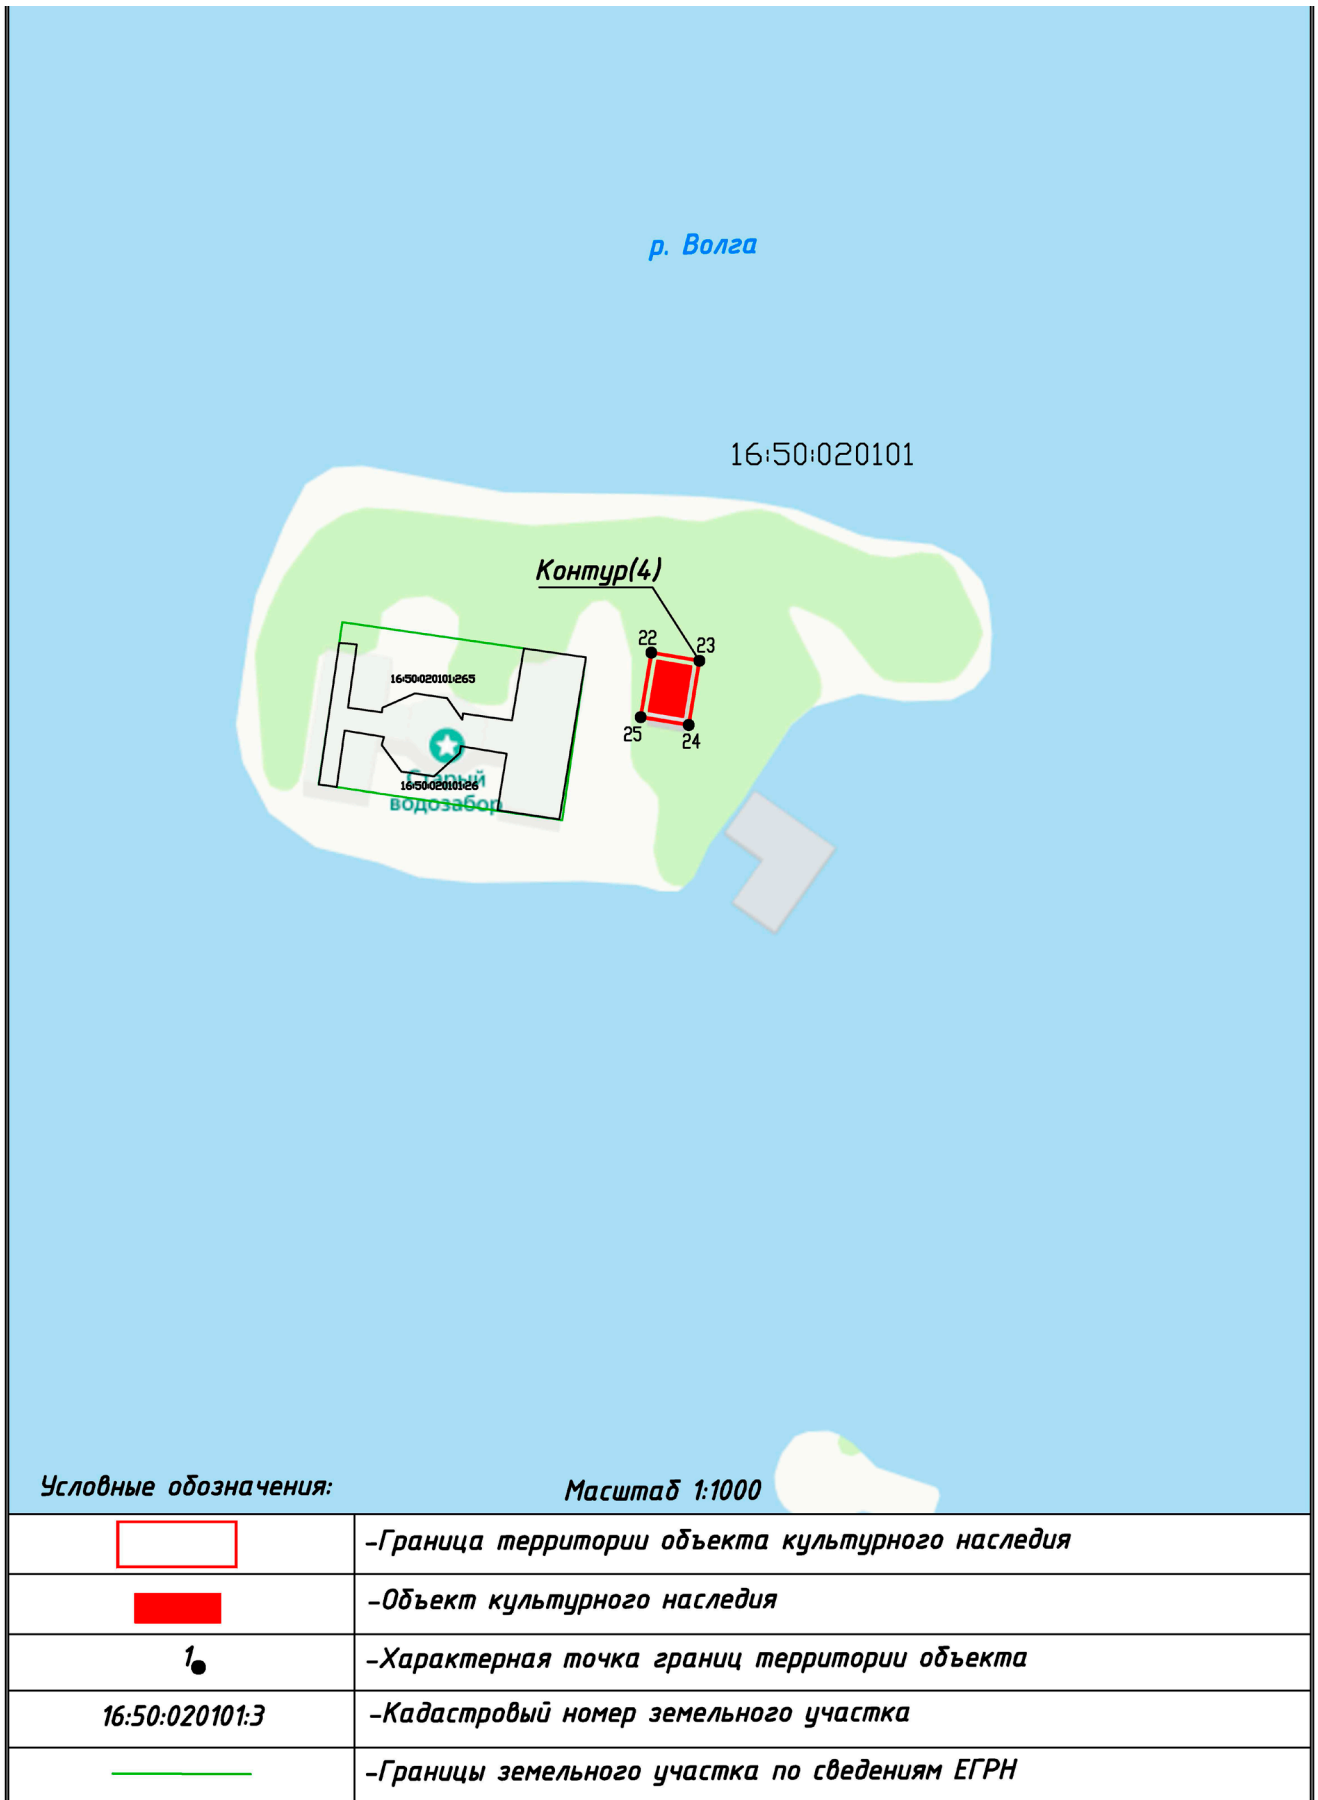 р. Волга
16:50:020101
Контур(4)
22
23
16:50:020101:265
25
24
Старый
16:50:020101:26
водозабор
Условные обозначения:
Масштаб 1:1000
-Граница территории объекта культурного наследия
-Объект культурного наследия
1
-Характерная точка границ территории объекта
16:50:020101:3
-Кадастровый номер земельного участка
-Границы земельного участка по сведениям ЕГРН